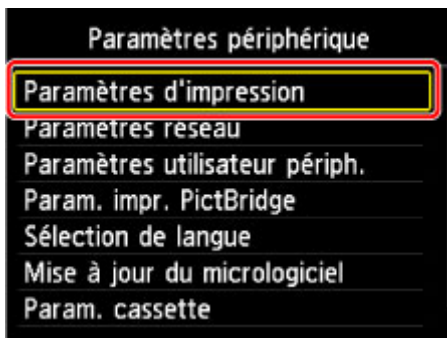 Paramètres périphérique
Paramètres d'impression
Paramètres réseau
Paramètres utilisateur périph.
Param. impr. PictBridge
Sélection de langue
Mise à jour du micrologiciel
Param. cassette